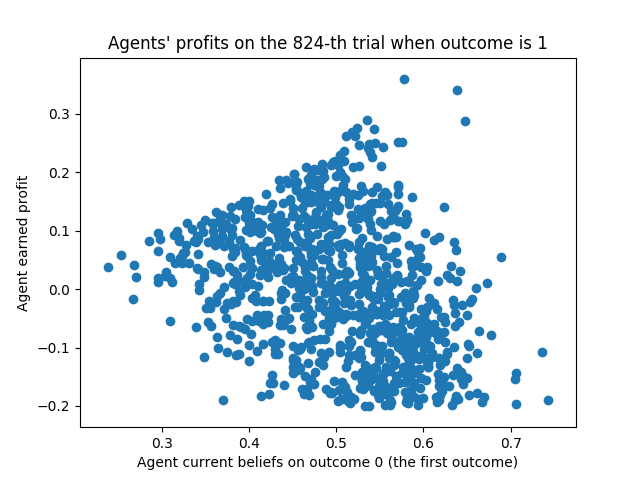 Agents' profits on the 824-th trial when outcome is 1
Agent earned profit
0.3
0.2
0.1
0.0
−0.1
−0.2
0.3 0.4 0.5 0.6 0.7
Agent current beliefs on outcome 0 (the first outcome)